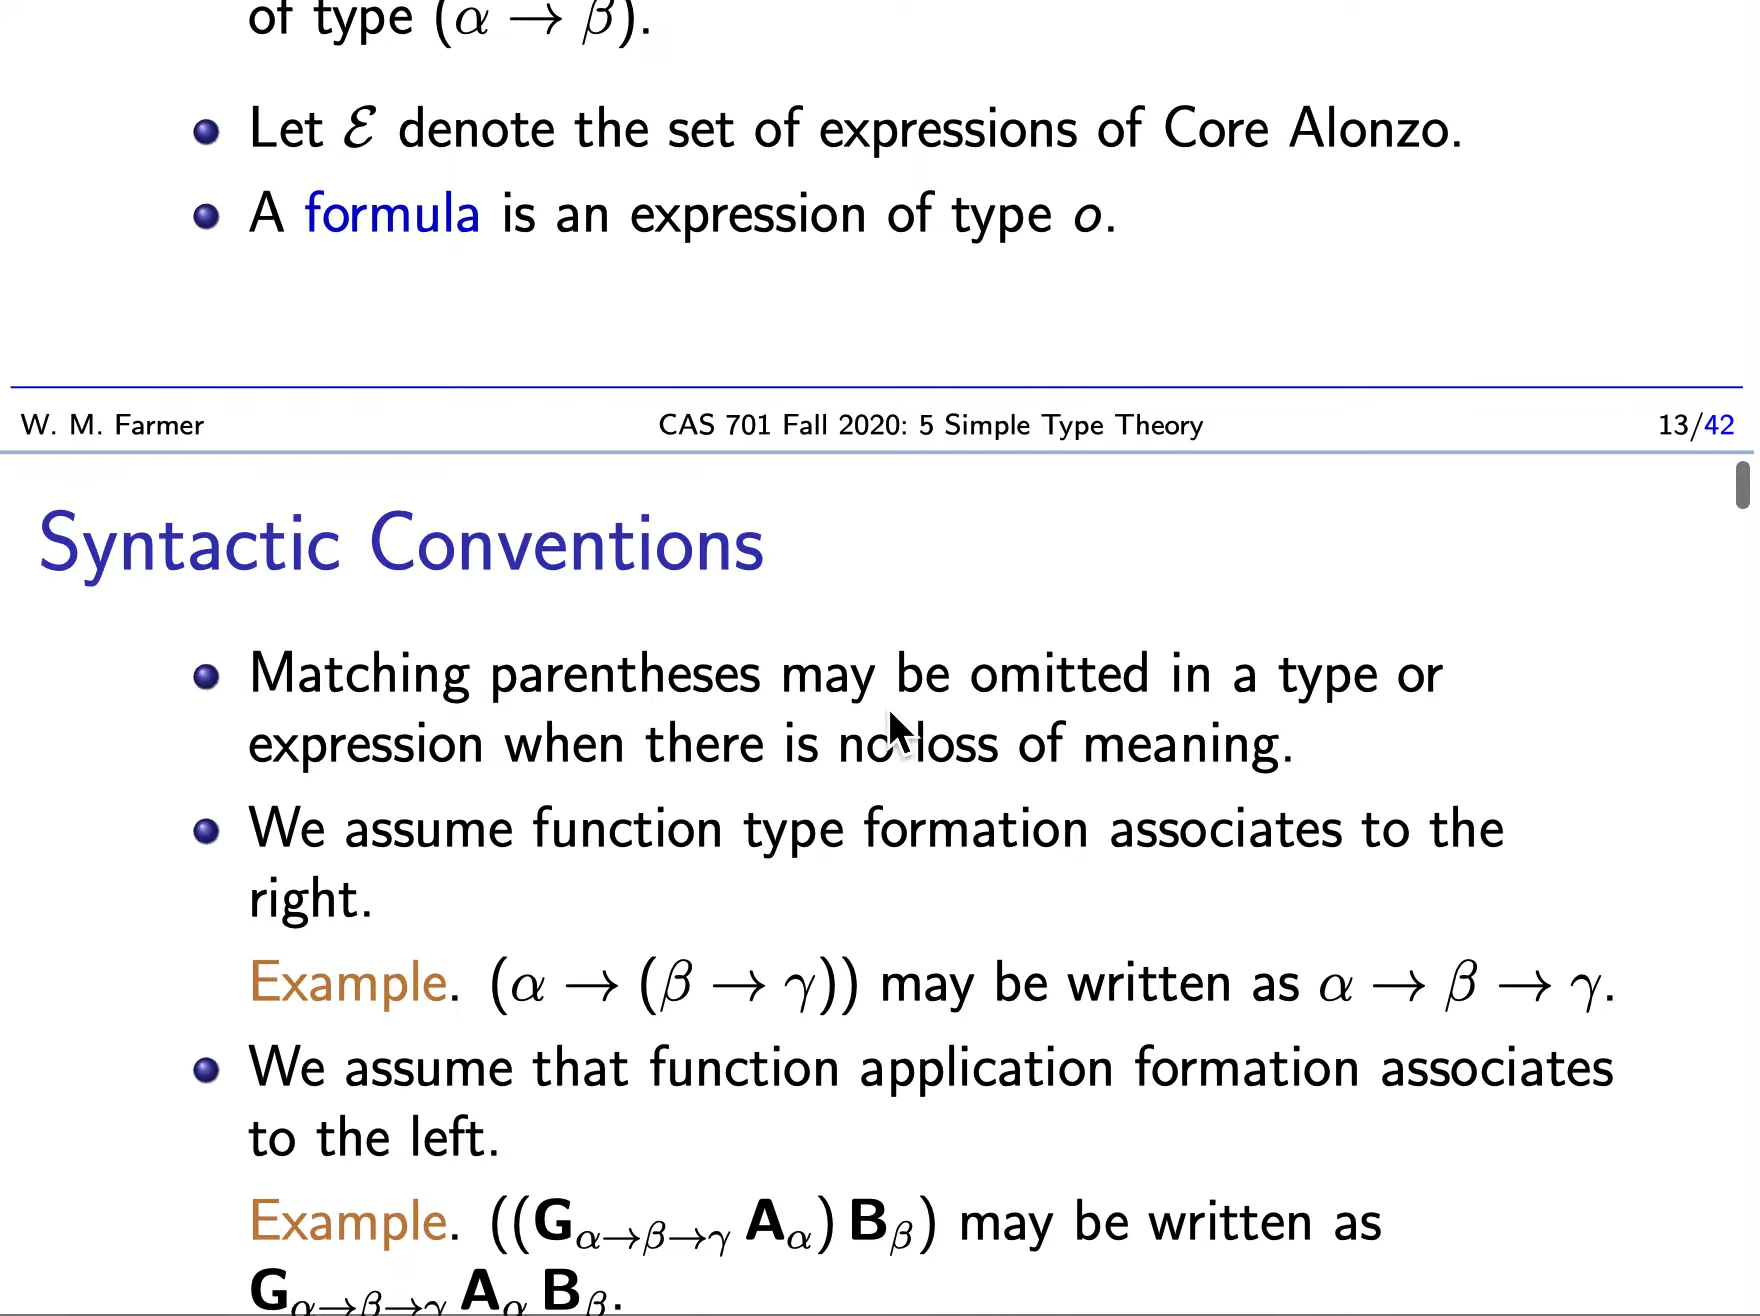 of type (α → β).
Let ℰ denote the set of expressions of Core Alonzo.
A formula is an expression of type o.
W. M. Farmer CAS 701 Fall 2020: 5 Simple Type Theory 13/42
Syntactic Conventions
Matching parentheses may be omitted in a type or
expression when there is no loss of meaning.
We assume function type formation associates to the
right.
Example. (α → (β → γ)) may be written as α → β → γ.
We assume that function application formation associates
to the left.
Example. ((G_{α→β→γ} A_α) B_β) may be written as
G_{α→β→γ} A_α B_β.